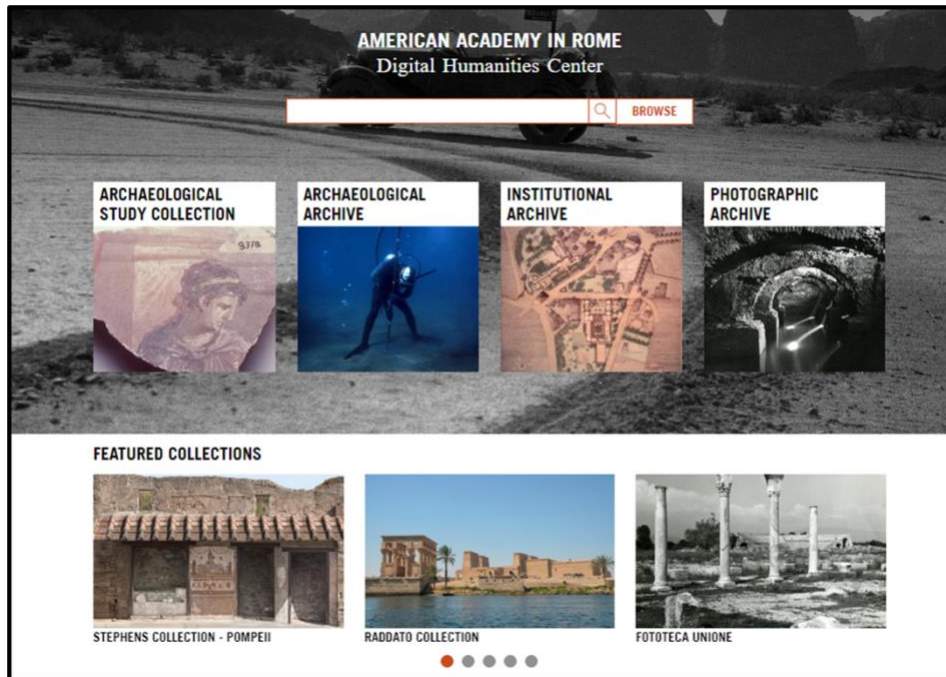 AMERICAN ACADEMY IN ROME
Digital Humanities Center
BROWSE
ARCHAEOLOGICAL
STUDY COLLECTION
8378
ARCHAEOLOGICAL
ARCHIVE
INSTITUTIONAL
ARCHIVE
PHOTOGRAPHIC
ARCHIVE
FEATURED COLLECTIONS
STEPHENS COLLECTION - POMPEII
RADDATO COLLECTION
FOTOTECA UNIONE